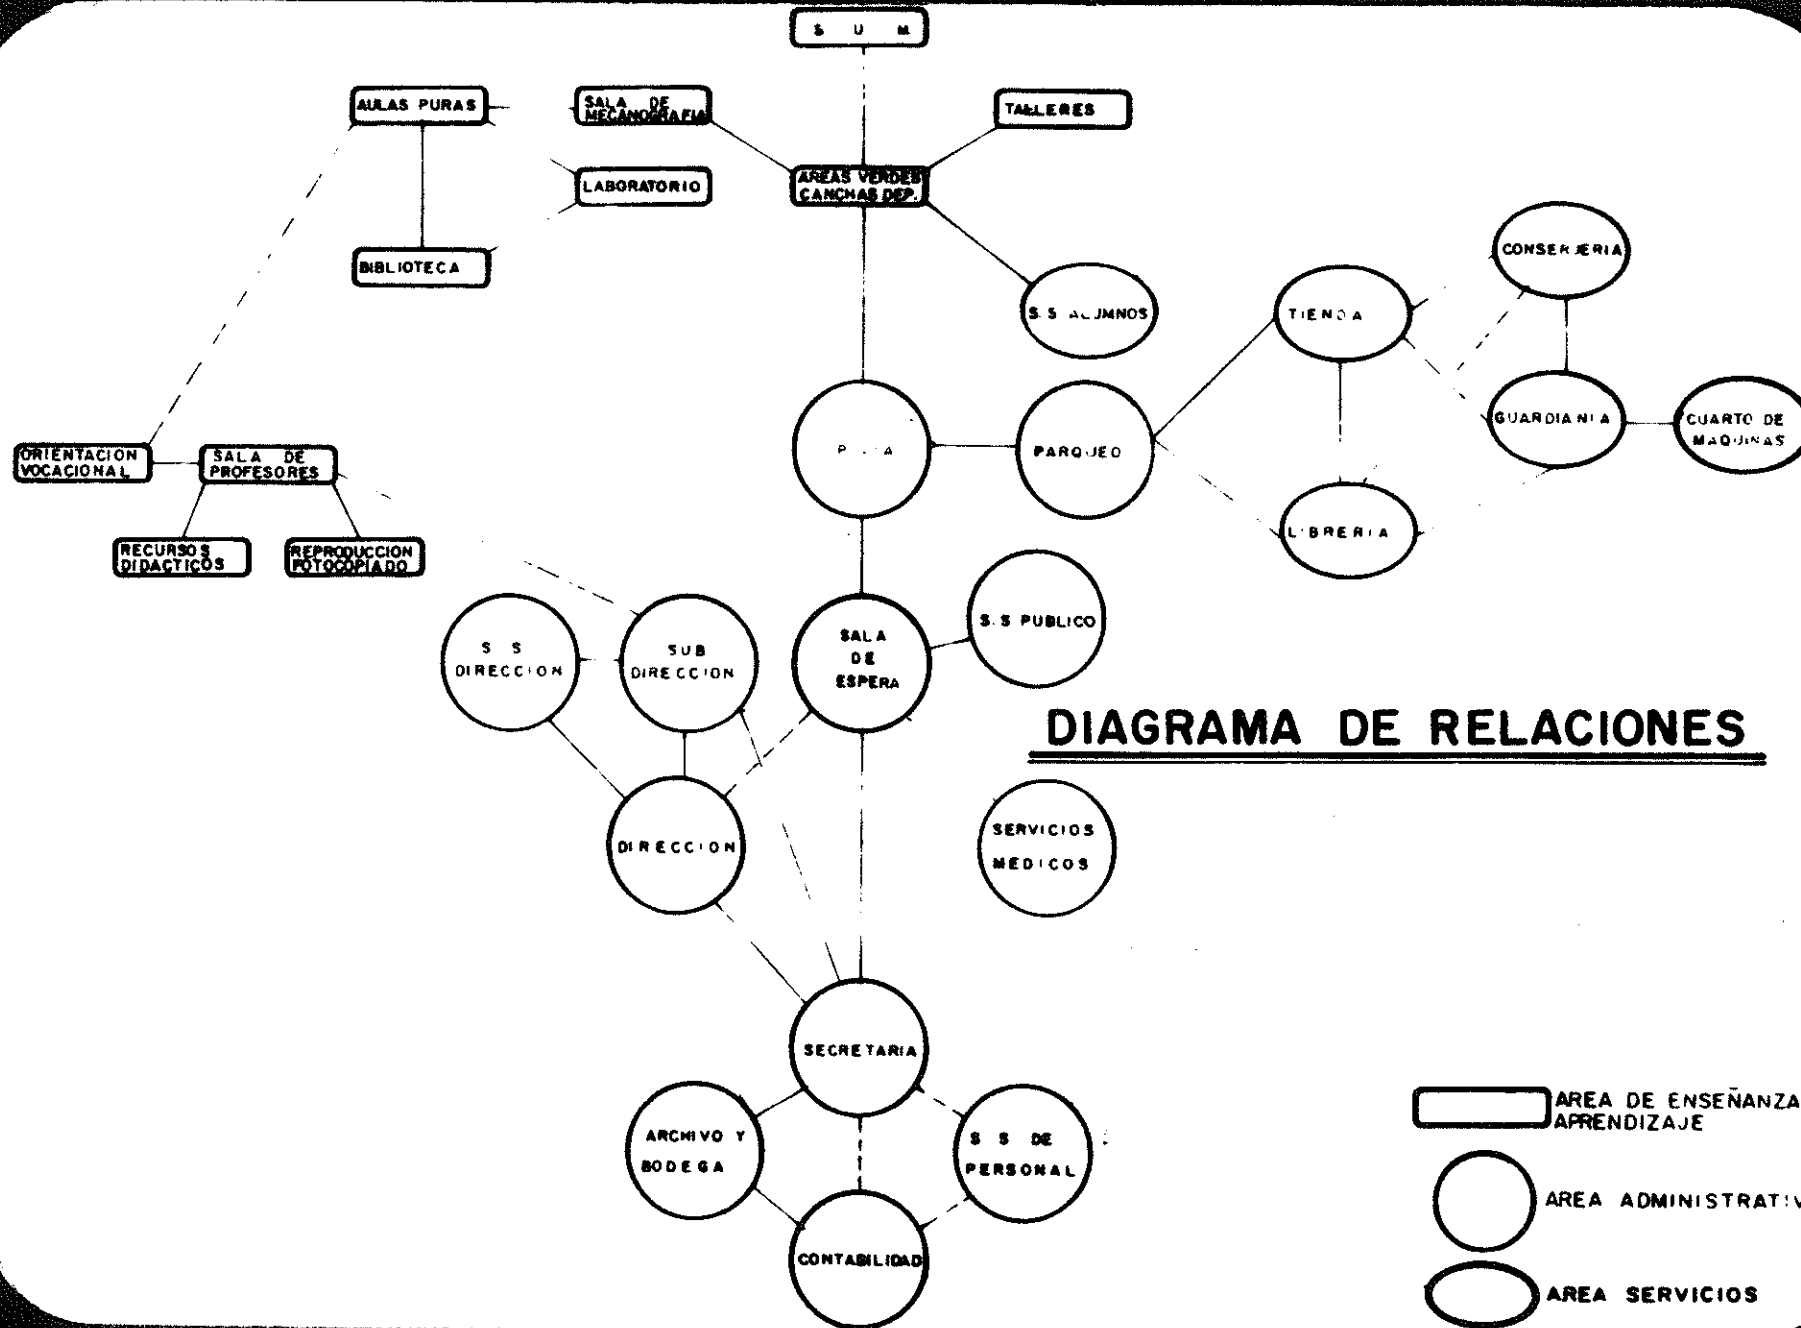 S U M
AULAS PURAS
SALA DE
MECANOGRAFIA
TALLERES
LABORATORIO
AREAS VERDES
CANCHAS DEP.
BIBLIOTECA
CONSERJERIA
S.S ALUMNOS
TIENDA
ORIENTACION
VOCACIONAL
SALA DE
PROFESORES
PARQUEO
GUARDIANIA
CUARTO DE
MAQUINAS
LIBRERIA
RECURSOS
DIDACTICOS
REPRODUCCION
FOTOCOPIADO
S S
DIRECCION
SUB
DIRECCION
SALA
DE
ESPERA
S.S PUBLICO
DIAGRAMA DE RELACIONES
DIRECCION
SERVICIOS
MEDICOS
SECRETARIA
ARCHIVO Y
BODEGA
S S DE
PERSONAL
CONTABILIDAD
AREA DE ENSEÑANZA
APRENDIZAJE
AREA ADMINISTRATIV
AREA SERVICIOS